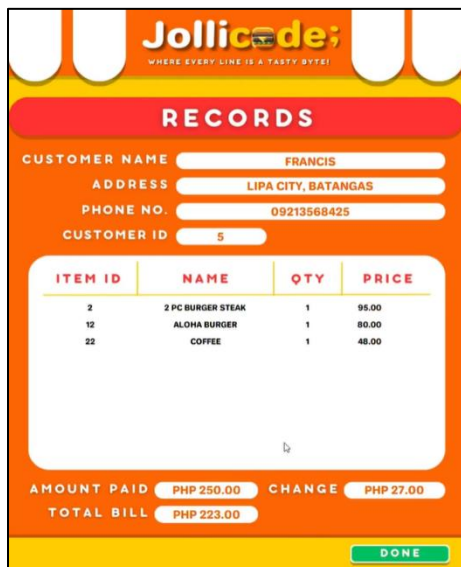 Jollicode;
WHERE EVERY LINE IS A TASTY BYTE!
RECORDS
CUSTOMER NAME FRANCIS
ADDRESS LIPA CITY, BATANGAS
PHONE NO. 09213568425
CUSTOMER ID 5
ITEM ID NAME QTY PRICE
2 2 PC BURGER STEAK 1 95.00
12 ALOHA BURGER 1 80.00
22 COFFEE 1 48.00
AMOUNT PAID PHP 250.00 CHANGE PHP 27.00
TOTAL BILL PHP 223.00
DONE